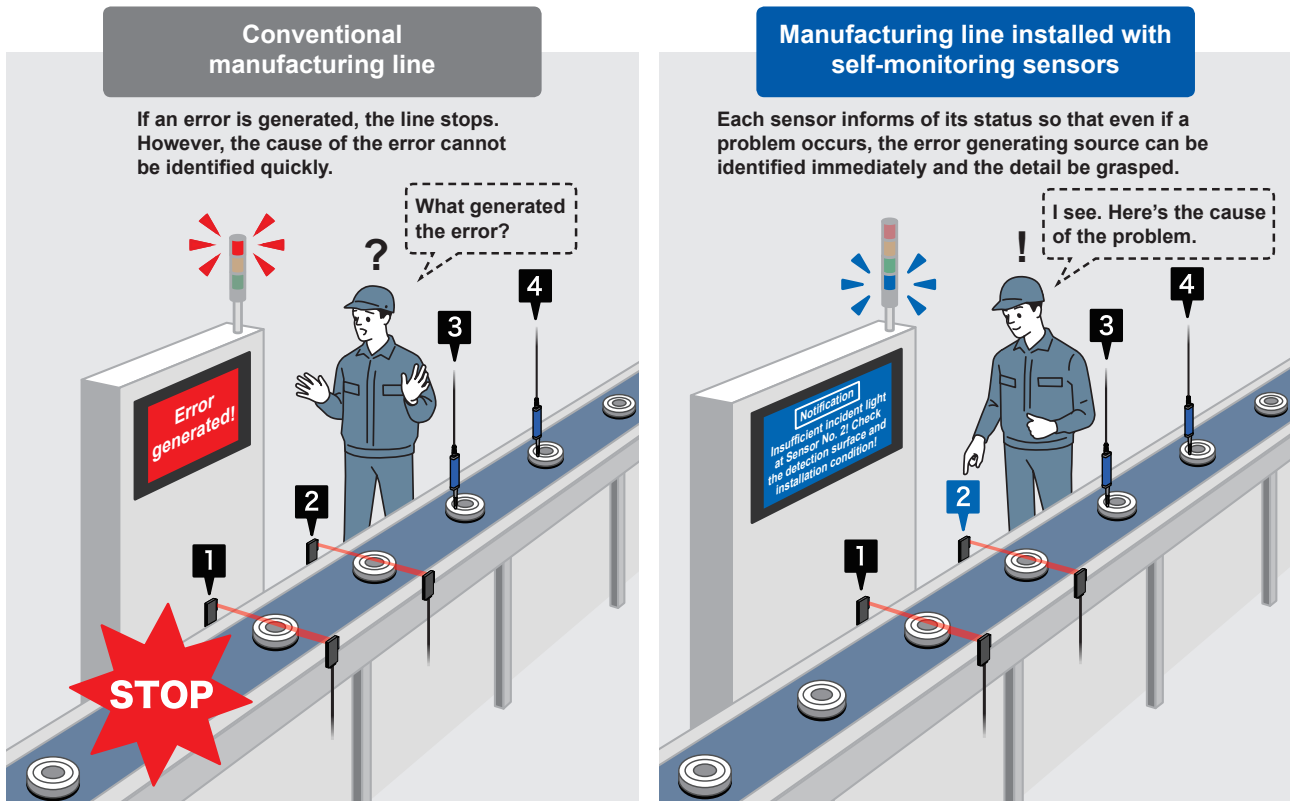 Conventional
manufacturing line
If an error is generated, the line stops.
However, the cause of the error cannot
be identified quickly.
What generated
the error?
?
4
3
Error
generated!
2
1
STOP
Manufacturing line installed with
self-monitoring sensors
Each sensor informs of its status so that even if a
problem occurs, the error generating source can be
identified immediately and the detail be grasped.
I see. Here's the cause
of the problem.
!
4
3
Notification
Insufficient incident light
at Sensor No. 2! Check
the detection surface and
installation condition!
2
1